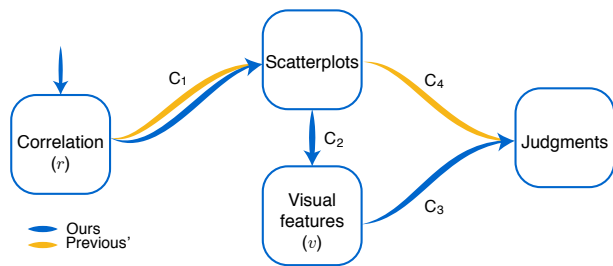 Scatterplots
C1
C4
Correlation
(r)
C2
Judgments
Visual
features
(v)
C3
Ours
Previous'